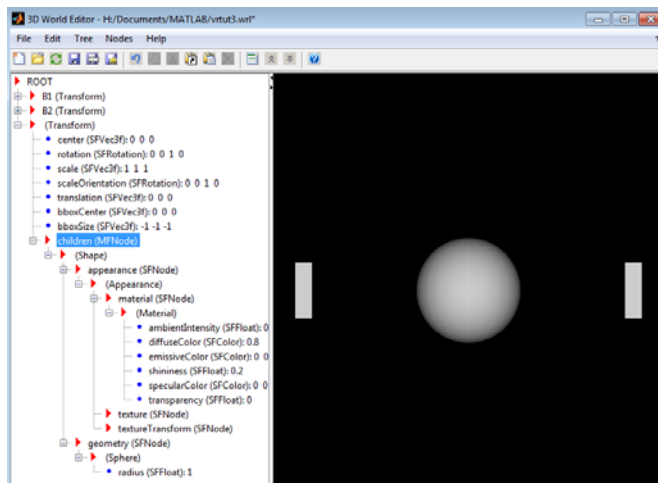 3D World Editor - H:/Documents/MATLAB/vrtut3.wrl*
File Edit Tree Nodes Help
ROOT
B1 (Transform)
B2 (Transform)
(Transform)
center (SFVec3f): 0 0 0
rotation (SFRotation): 0 0 1 0
scale (SFVec3f): 1 1 1
scaleOrientation (SFRotation): 0 0 1 0
translation (SFVec3f): 0 0 0
bboxCenter (SFVec3f): 0 0 0
bboxSize (SFVec3f): -1 -1 -1
children (MFNode)
(Shape)
appearance (SFNode)
(Appearance)
material (SFNode)
(Material)
ambientIntensity (SFFloat): 0
diffuseColor (SFColor): 0.8
emissiveColor (SFColor): 0 0
shininess (SFFloat): 0.2
specularColor (SFColor): 0 0
transparency (SFFloat): 0
texture (SFNode)
textureTransform (SFNode)
geometry (SFNode)
(Sphere)
radius (SFFloat): 1